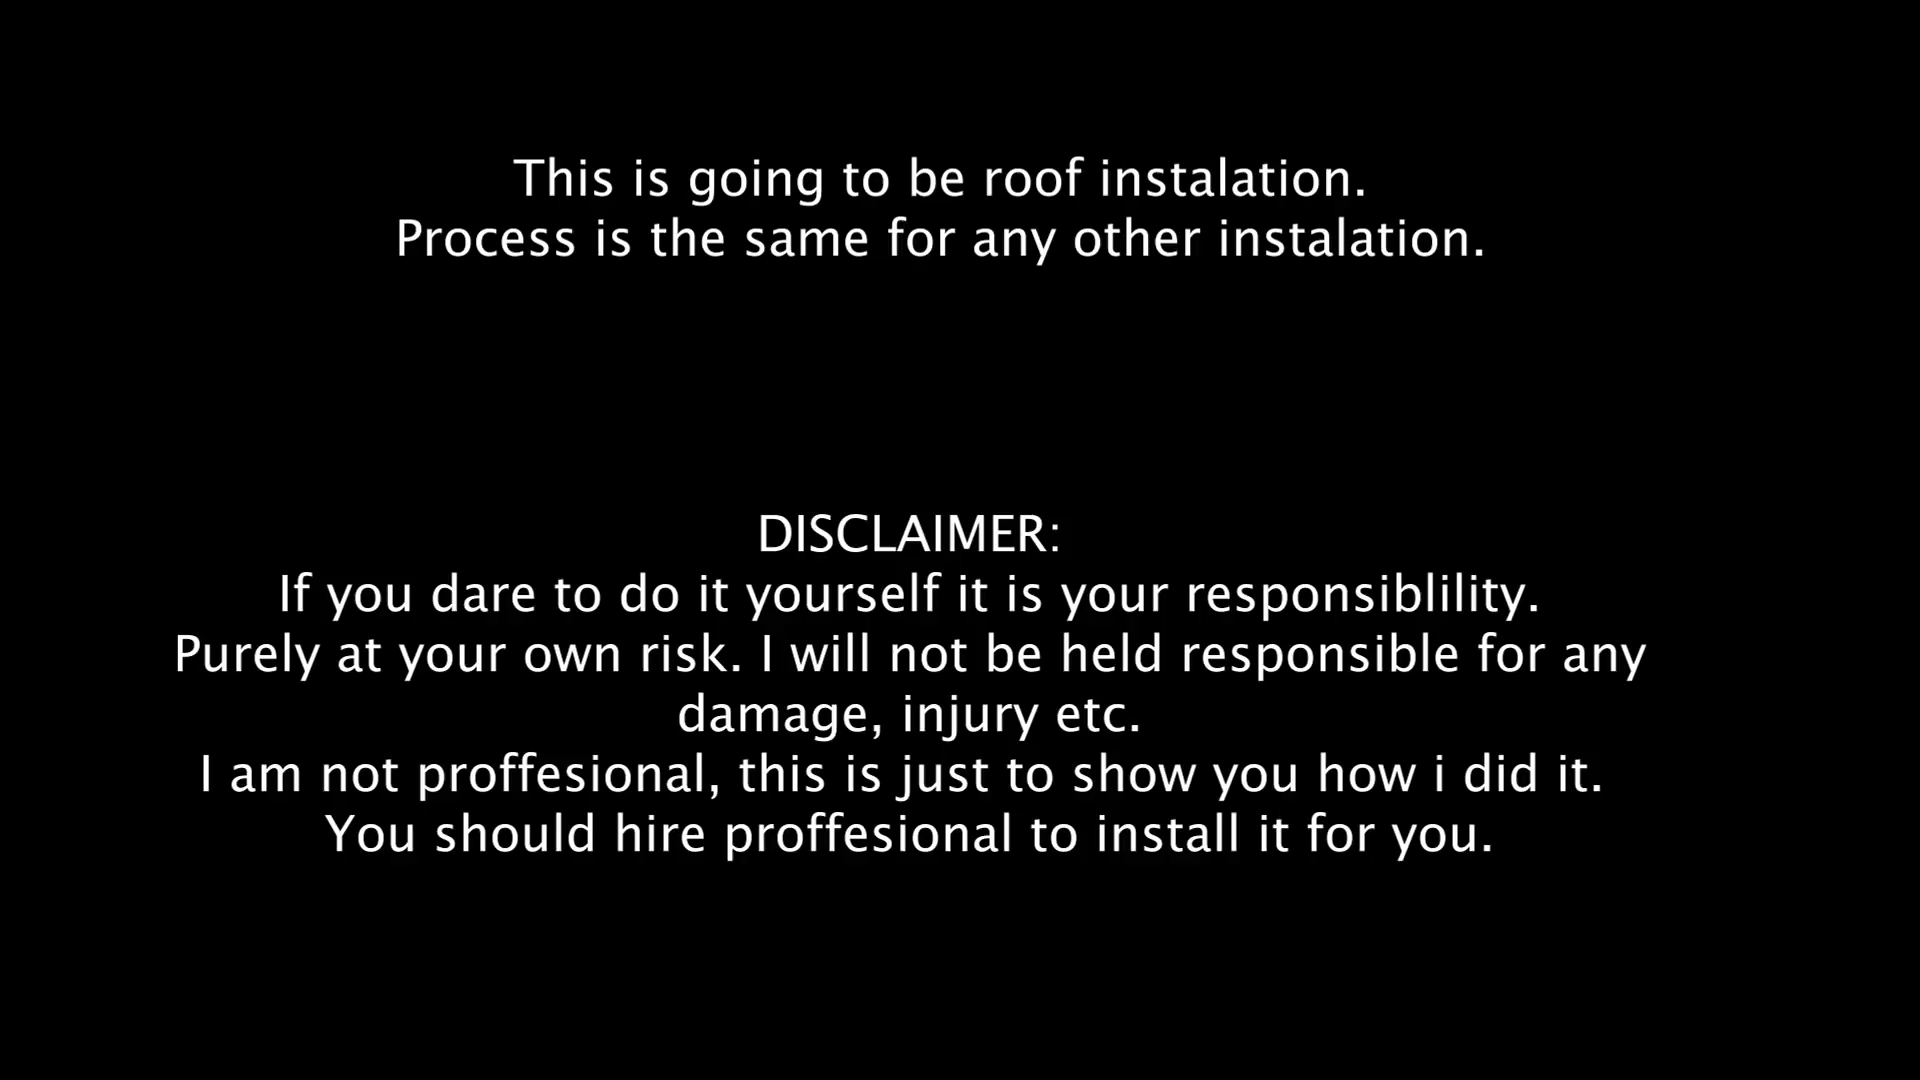 This is going to be roof instalation.
Process is the same for any other instalation.
DISCLAIMER:
If you dare to do it yourself it is your responsiblility.
Purely at your own risk. I will not be held responsible for any
damage, injury etc.
I am not proffesional, this is just to show you how i did it.
You should hire proffesional to install it for you.